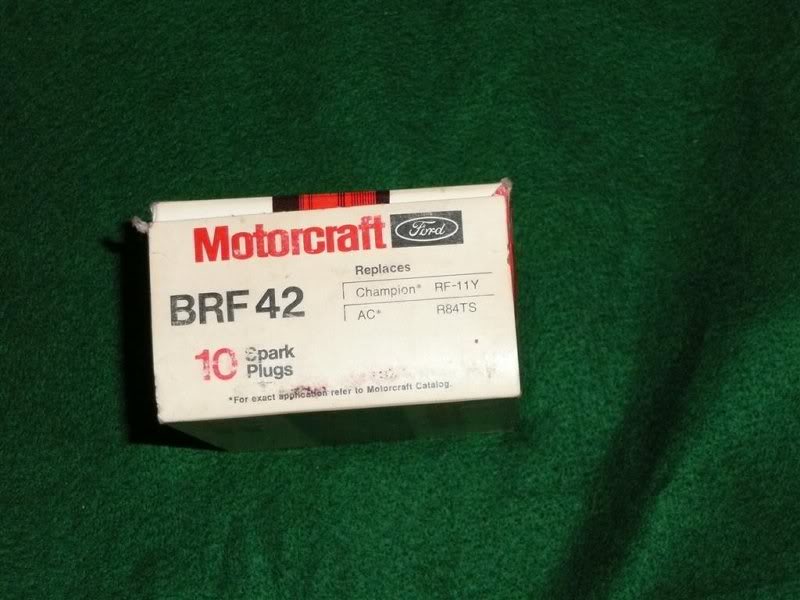 Motorcraft Ford
BRF 42
Replaces
Champion* RF-11Y
AC* R84TS
10 Spark
Plugs
*For exact application refer to Motorcraft Catalog.